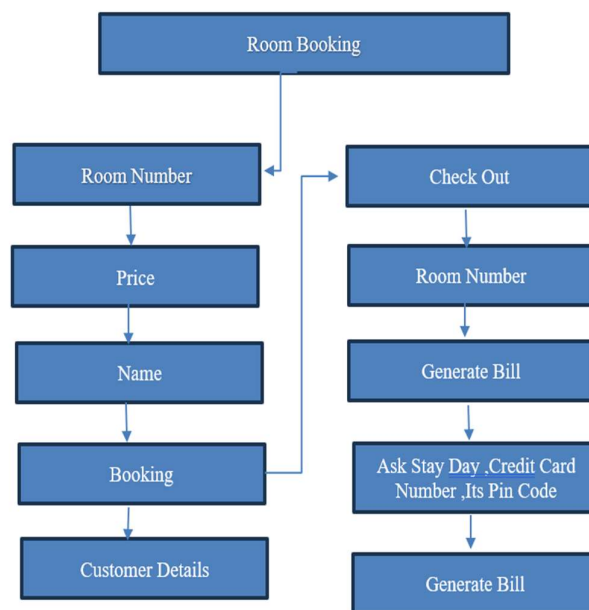 Room Booking
Room Number
Price
Name
Booking
Customer Details
Check Out
Room Number
Generate Bill
Ask Stay Day ,Credit Card
Number ,Its Pin Code
Generate Bill